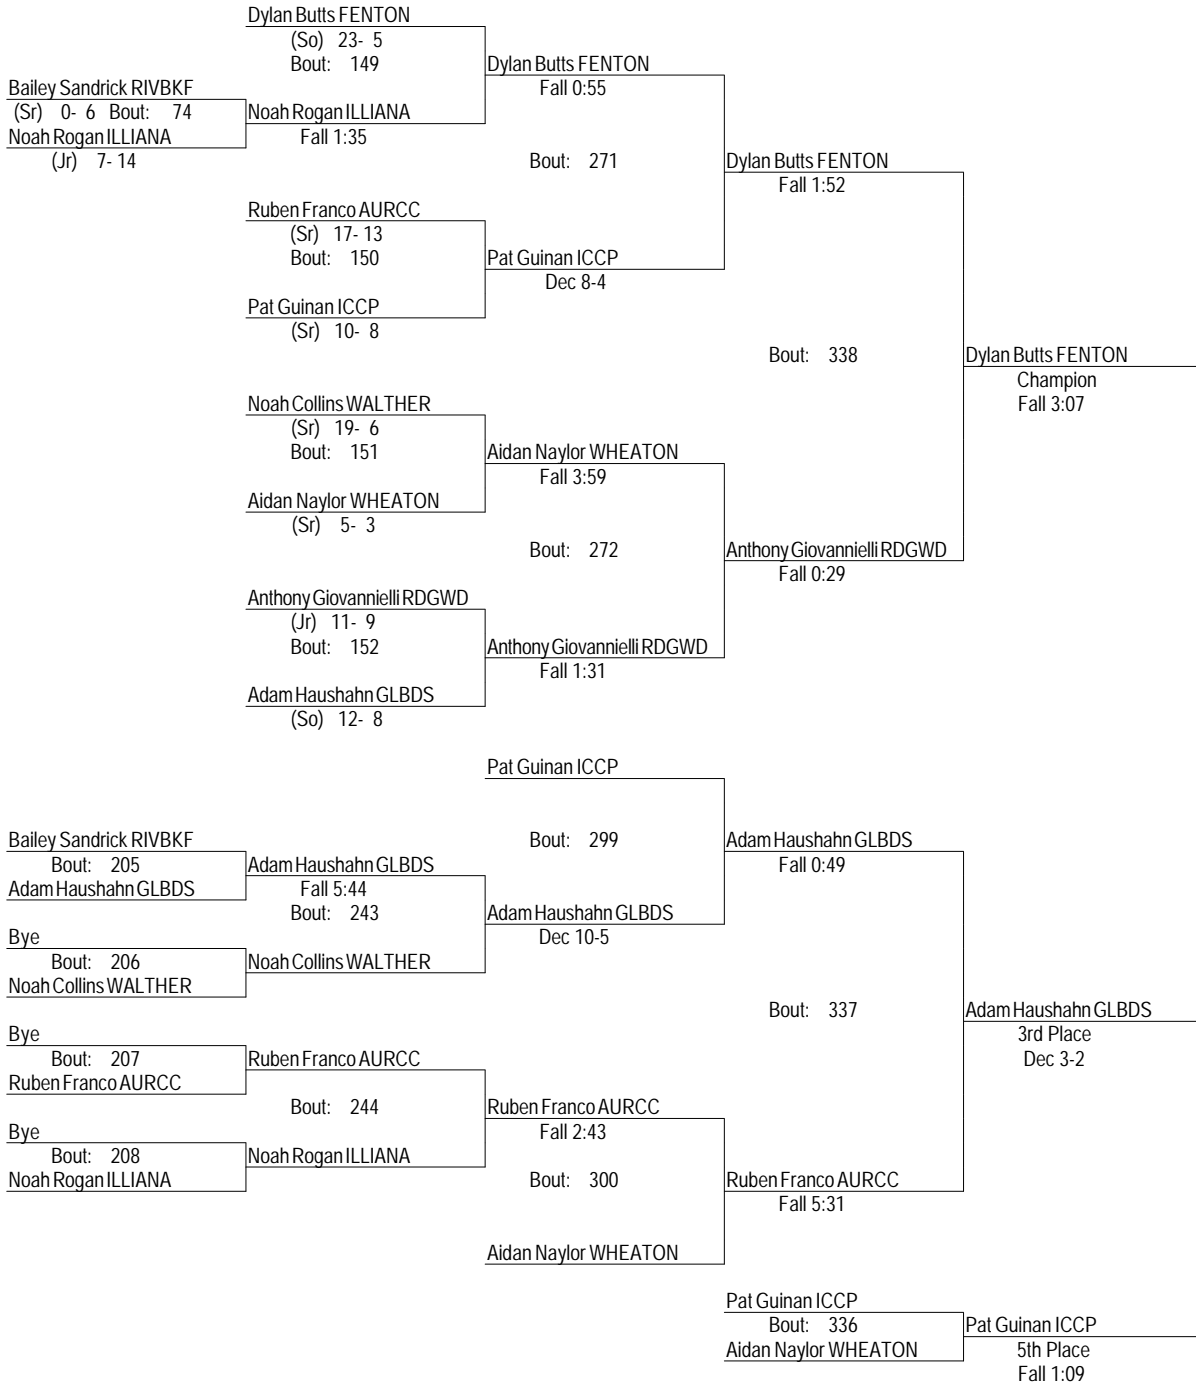 Dylan Butts FENTON
(So) 23- 5
Bout: 149
Dylan Butts FENTON
Fall 0:55
Bailey Sandrick RIVBKF
(Sr) 0- 6 Bout: 74
Noah Rogan ILLIANA
Noah Rogan ILLIANA
Fall 1:35
(Jr) 7- 14
Bout: 271
Dylan Butts FENTON
Fall 1:52
Ruben Franco AURCC
(Sr) 17- 13
Bout: 150
Pat Guinan ICCP
Dec 8-4
Pat Guinan ICCP
(Sr) 10- 8
Bout: 338
Dylan Butts FENTON
Champion
Fall 3:07
Noah Collins WALTHER
(Sr) 19- 6
Bout: 151
Aidan Naylor WHEATON
Fall 3:59
Aidan Naylor WHEATON
(Sr) 5- 3
Bout: 272
Anthony Giovannielli RDGWD
Fall 0:29
Anthony Giovannielli RDGWD
(Jr) 11- 9
Bout: 152
Anthony Giovannielli RDGWD
Fall 1:31
Adam Haushahn GLBDS
(So) 12- 8
Pat Guinan ICCP
Bout: 299
Adam Haushahn GLBDS
Fall 0:49
Bailey Sandrick RIVBKF
Bout: 205
Adam Haushahn GLBDS
Adam Haushahn GLBDS
Fall 5:44
Bout: 243
Adam Haushahn GLBDS
Dec 10-5
Bye
Bout: 206
Noah Collins WALTHER
Noah Collins WALTHER
Bout: 337
Adam Haushahn GLBDS
3rd Place
Dec 3-2
Bye
Bout: 207
Ruben Franco AURCC
Ruben Franco AURCC
Bout: 244
Ruben Franco AURCC
Fall 2:43
Bye
Bout: 208
Noah Rogan ILLIANA
Noah Rogan ILLIANA
Bout: 300
Ruben Franco AURCC
Fall 5:31
Aidan Naylor WHEATON
Pat Guinan ICCP
Bout: 336
Aidan Naylor WHEATON
Pat Guinan ICCP
5th Place
Fall 1:09